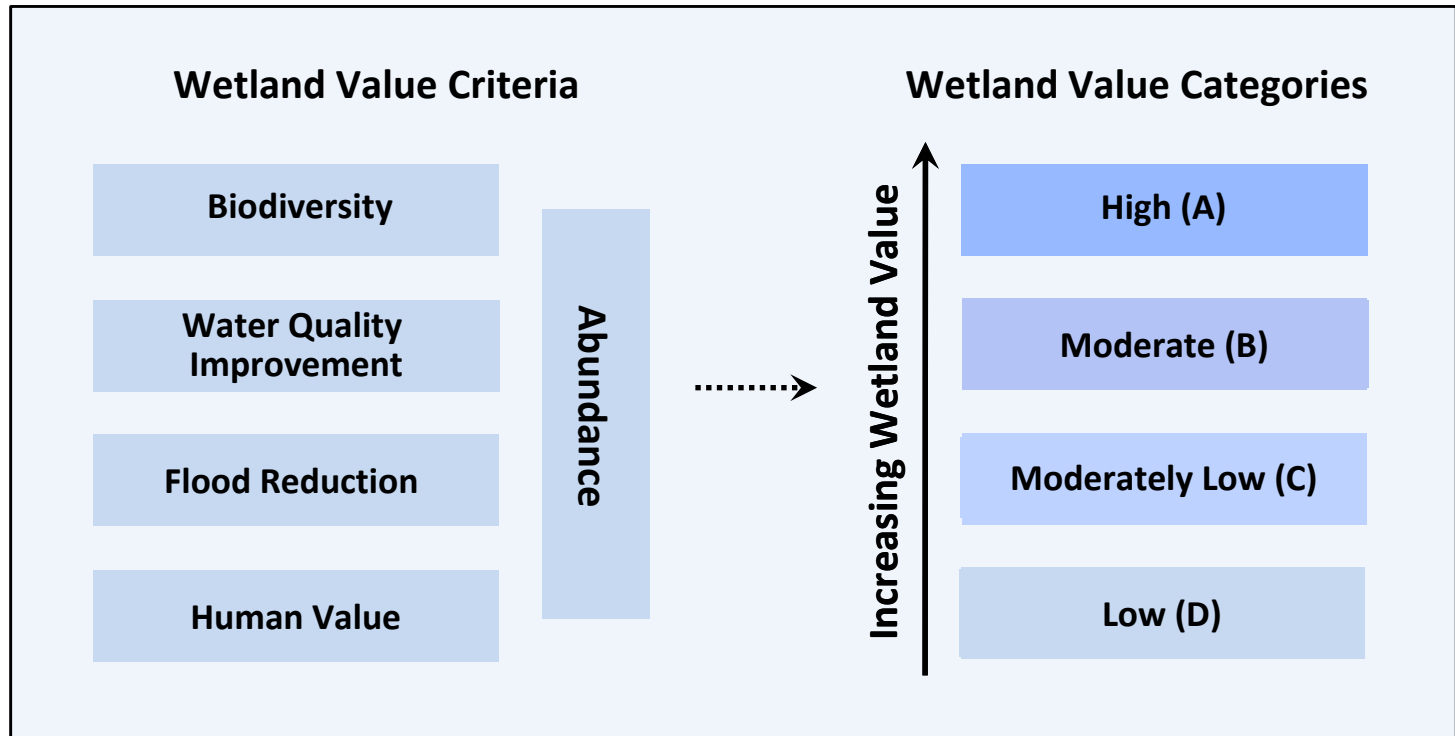 Wetland Value Criteria
Biodiversity
Water Quality
Improvement
Flood Reduction
Human Value
Abundance
Wetland Value Categories
Increasing Wetland Value
High (A)
Moderate (B)
Moderately Low (C)
Low (D)